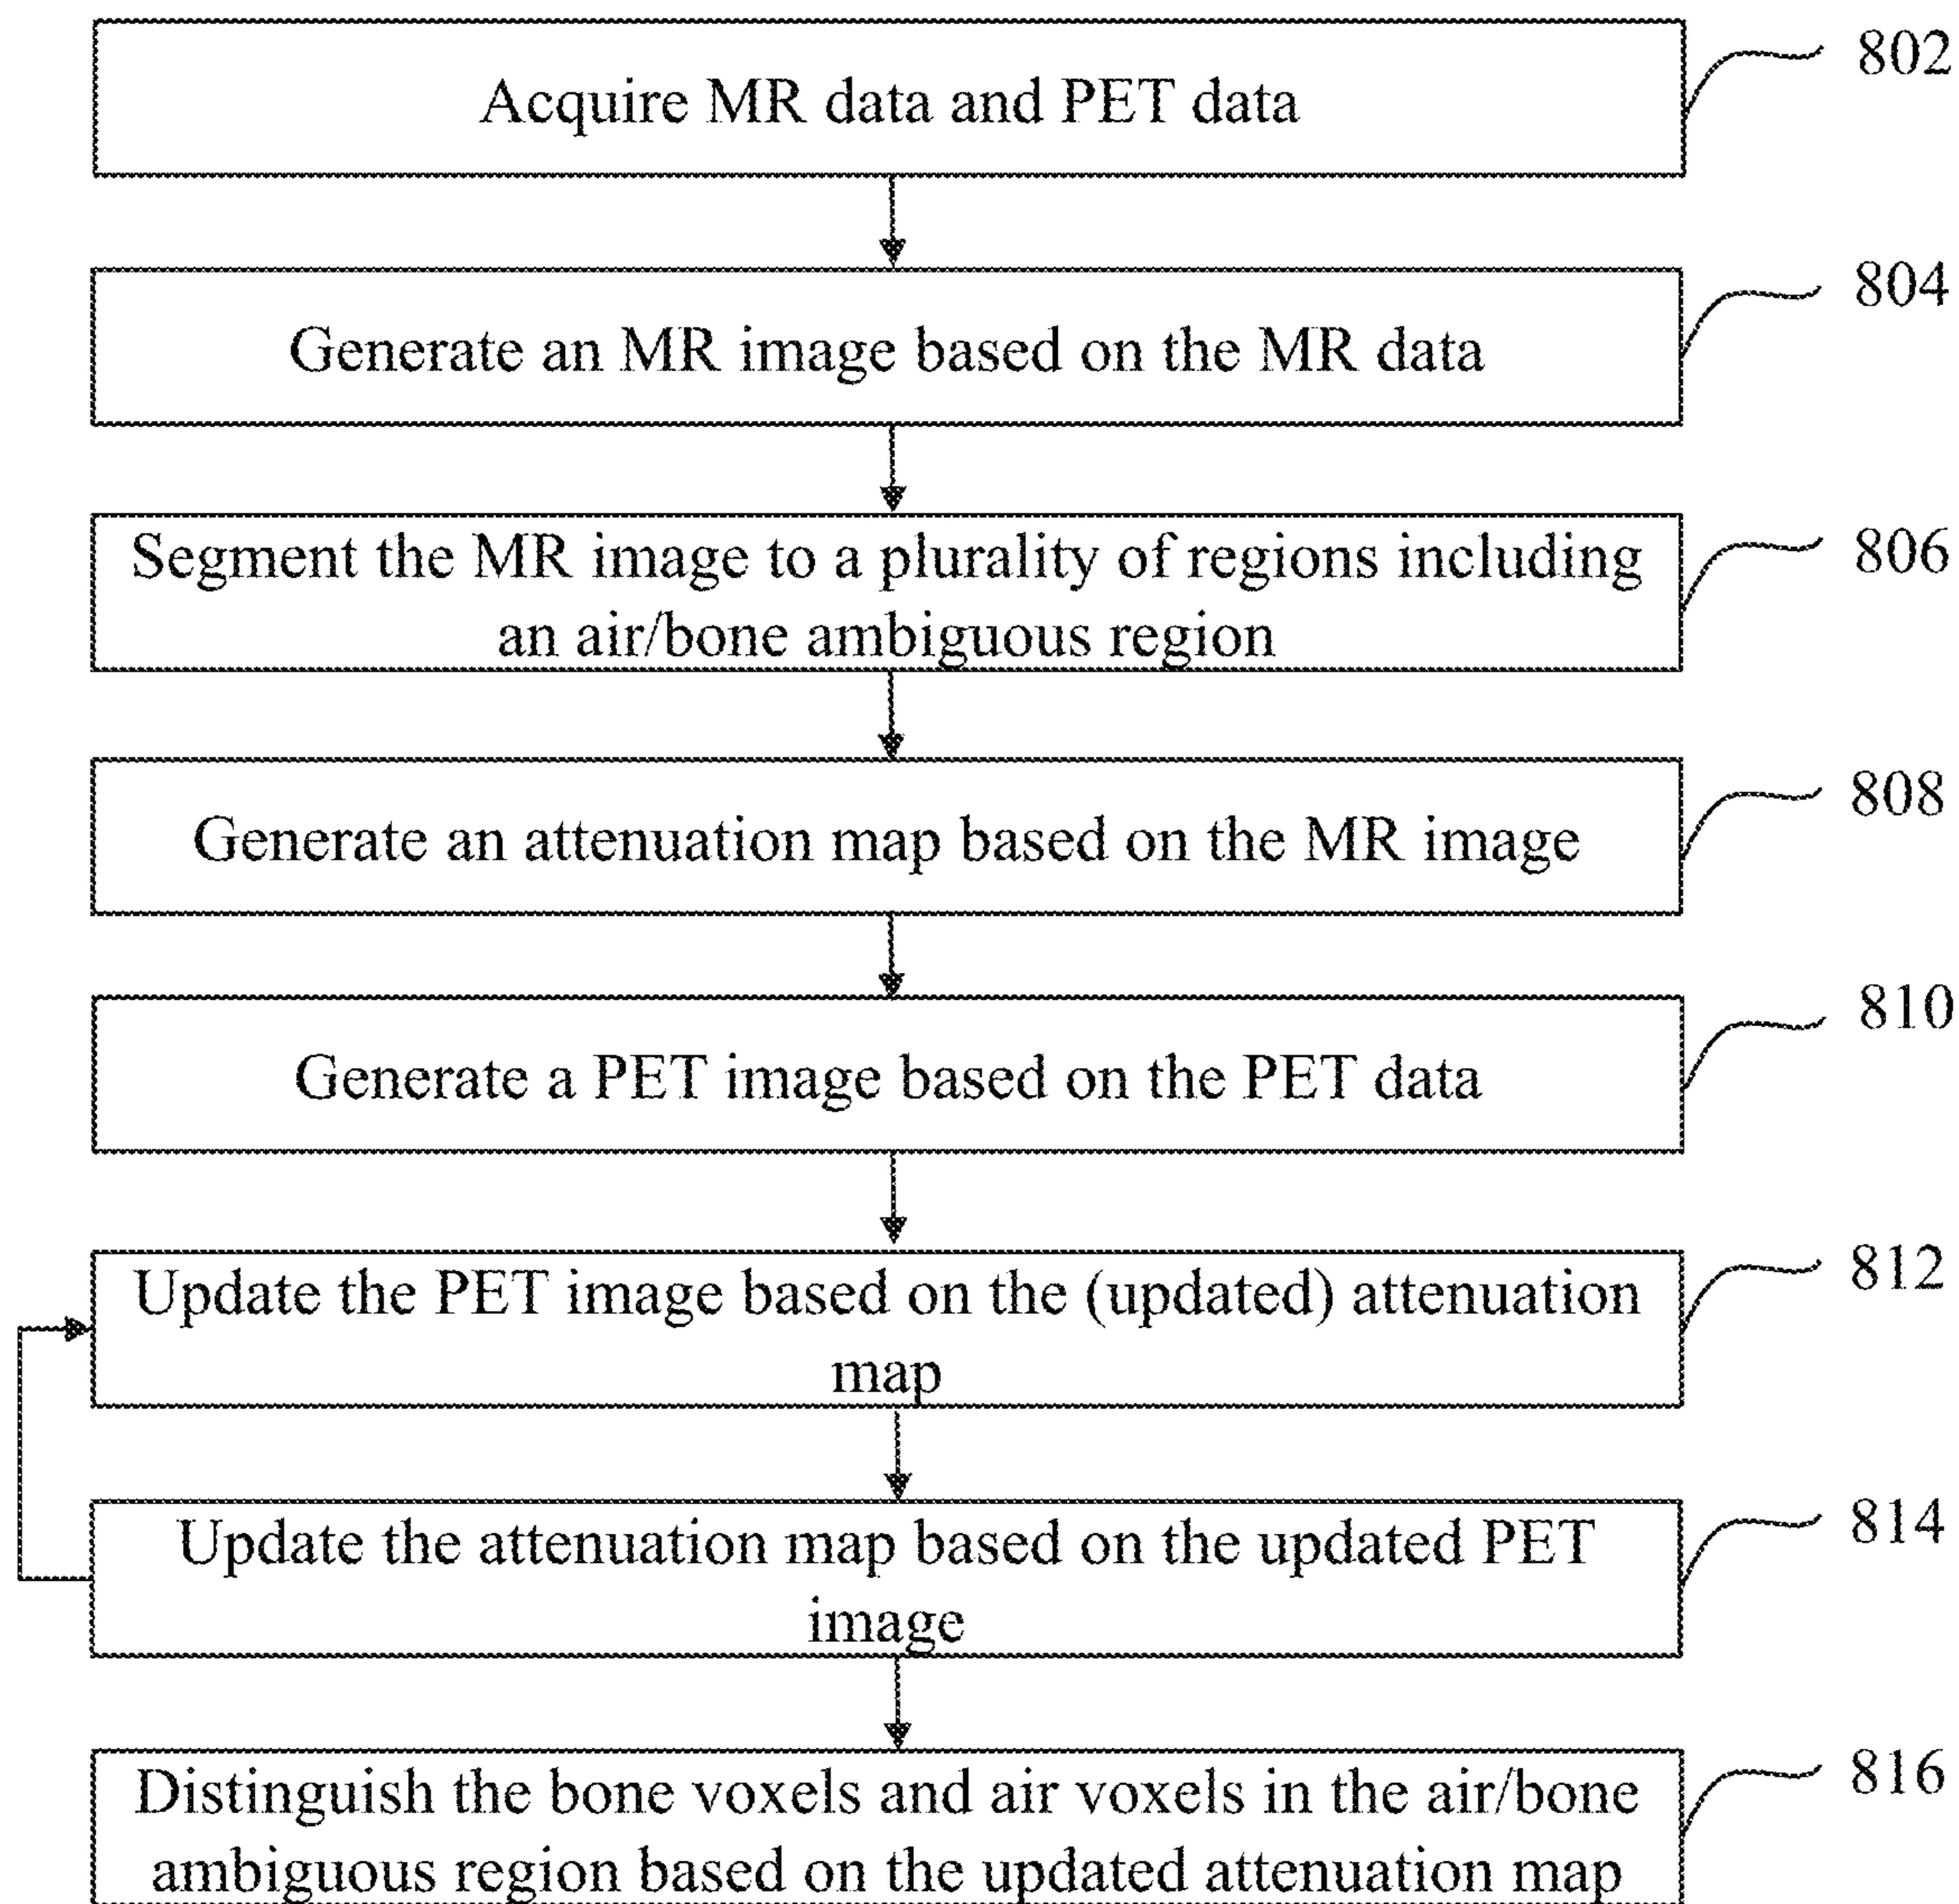 Acquire MR data and PET data
802
Generate an MR image based on the MR data
804
Segment the MR image to a plurality of regions including
an air/bone ambiguous region
806
Generate an attenuation map based on the MR image
808
Generate a PET image based on the PET data
810
Update the PET image based on the (updated) attenuation
map
812
Update the attenuation map based on the updated PET
image
814
Distinguish the bone voxels and air voxels in the air/bone
ambiguous region based on the updated attenuation map
816